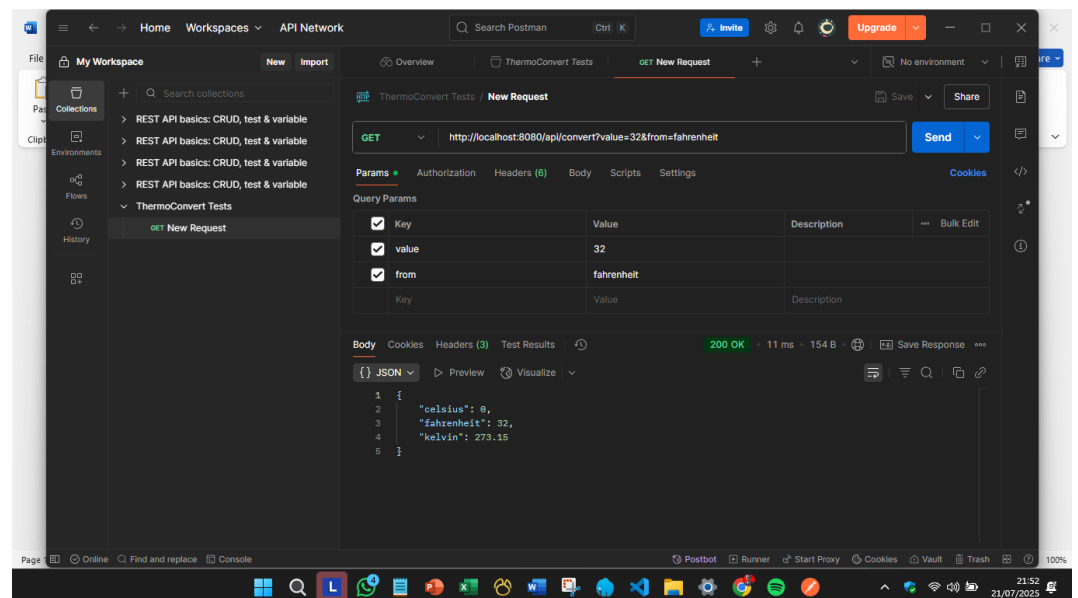 Home Workspaces API Network Search Postman Ctrl K Invite Upgrade
File My Workspace New Import Overview ThermoConvert Tests GET New Request No environment
Collections Search collections HTTP ThermoConvert Tests / New Request Save Share
REST API basics: CRUD, test & variable
REST API basics: CRUD, test & variable GET http://localhost:8080/api/convert?value=32&from=fahrenheit Send
Environments
REST API basics: CRUD, test & variable
REST API basics: CRUD, test & variable Params Authorization Headers (6) Body Scripts Settings Cookies
Flows
ThermoConvert Tests Query Params
GET New Request Key Value Description Bulk Edit
History
value 32
from fahrenheit
Key Value Description
Body Cookies Headers (3) Test Results 200 OK 11 ms 154 B Save Response
{} JSON Preview Visualize
1 {
2 "celsius": 0,
3 "fahrenheit": 32,
4 "kelvin": 273.15
5 }
Page Online Find and replace Console Postbot Runner Start Proxy Cookies Vault Trash 100%
21:52
21/07/2025